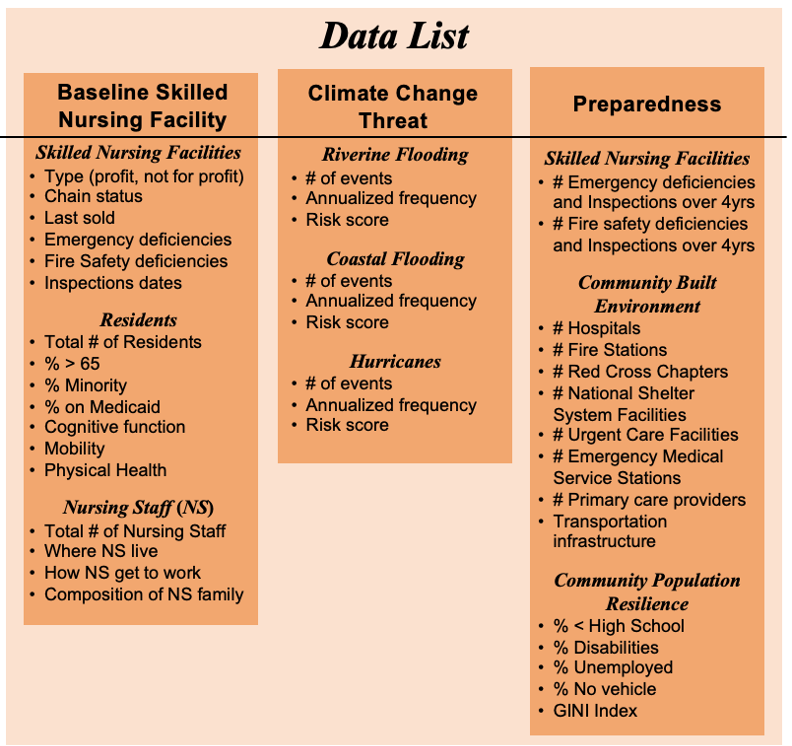 Data List
Baseline Skilled
Nursing Facility
Skilled Nursing Facilities
• Type (profit, not for profit)
• Chain status
• Last sold
• Emergency deficiencies
• Fire Safety deficiencies
• Inspections dates
Residents
• Total # of Residents
• % > 65
• % Minority
• % on Medicaid
• Cognitive function
• Mobility
• Physical Health
Nursing Staff (NS)
• Total # of Nursing Staff
• Where NS live
• How NS get to work
• Composition of NS family
Climate Change
Threat
Riverine Flooding
• # of events
• Annualized frequency
• Risk score
Coastal Flooding
• # of events
• Annualized frequency
• Risk score
Hurricanes
• # of events
• Annualized frequency
• Risk score
Preparedness
Skilled Nursing Facilities
• # Emergency deficiencies
and Inspections over 4yrs
• # Fire safety deficiencies
and Inspections over 4yrs
Community Built
Environment
• # Hospitals
• # Fire Stations
• # Red Cross Chapters
• # National Shelter
System Facilities
• # Urgent Care Facilities
• # Emergency Medical
Service Stations
• # Primary care providers
• Transportation
infrastructure
Community Population
Resilience
• % < High School
• % Disabilities
• % Unemployed
• % No vehicle
• GINI Index